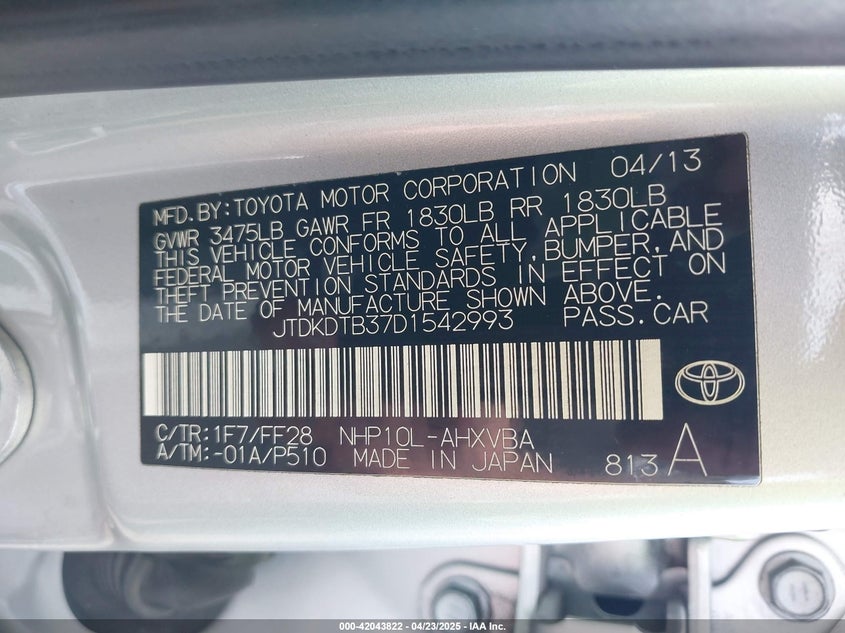 MFD. BY: TOYOTA MOTOR CORPORATION 04/13
GVWR 3475LB GAWR FR 1830LB RR 1830LB
THIS VEHICLE CONFORMS TO ALL APPLICABLE
FEDERAL MOTOR VEHICLE SAFETY, BUMPER, AND
THEFT PREVENTION STANDARDS IN EFFECT ON
THE DATE OF MANUFACTURE SHOWN ABOVE.
JTDKDTB37D1542993 PASS. CAR
C/TR: 1F7/FF28 NHP10L-AHXVBA
A/TM: -01A/P510 MADE IN JAPAN 813 A
000-42043822 - 04/23/2025 - IAA Inc.